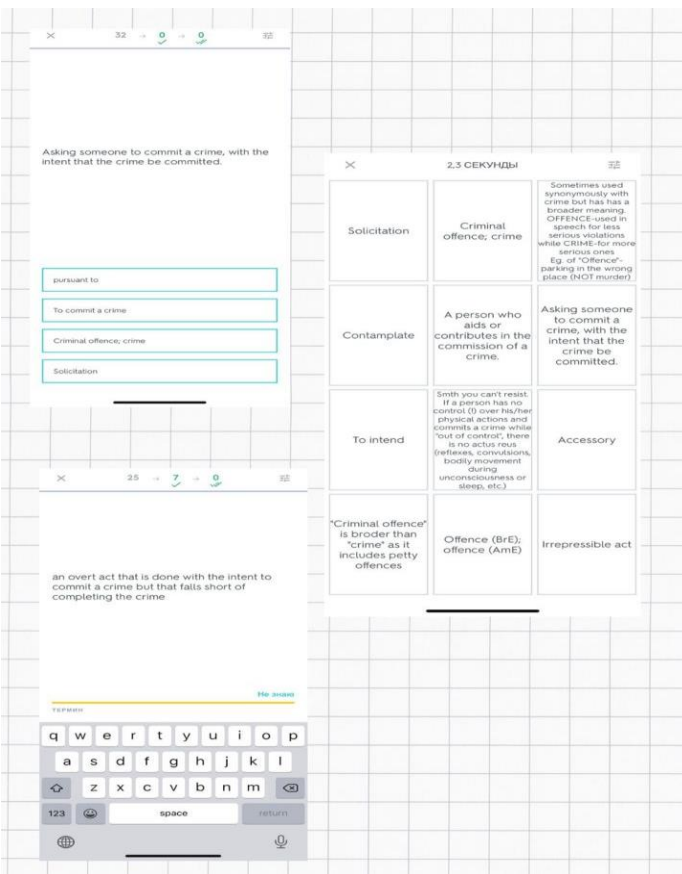 32 → 0 → 0
Asking someone to commit a crime, with the
intent that the crime be committed.
pursuant to
To commit a crime
Criminal offence; crime
Solicitation
2,3 СЕКУНДЫ
Solicitation
Criminal
offence; crime
Sometimes used
synonymously with
crime but has has a
broader meaning.
OFFENCE-used in
speech for less
serious violations
while CRIME-for more
serious ones
Eg. of "Offence"-
parking in the wrong
place (NOT murder)
Contamplate
A person who
aids or
contributes in the
commission of a
crime.
Asking someone
to commit a
crime, with the
intent that the
crime be
committed.
To intend
Smth you can't resist.
If a person has no
control (!) over his/her
physical actions and
commits a crime while
"out of control", there
is no actus reus
(reflexes, convulsions,
bodily movement
during
unconsciousness or
sleep, etc.)
Accessory
"Criminal offence"
is broder than
"crime" as it
includes petty
offences
Offence (BrE);
offence (AmE)
Irrepressible act
25 → 7 → 0
an overt act that is done with the intent to
commit a crime but that falls short of
completing the crime
Не знаю
ТЕРМИН
q w e r t y u i o p
a s d f g h j k l
z x c v b n m
123 space return